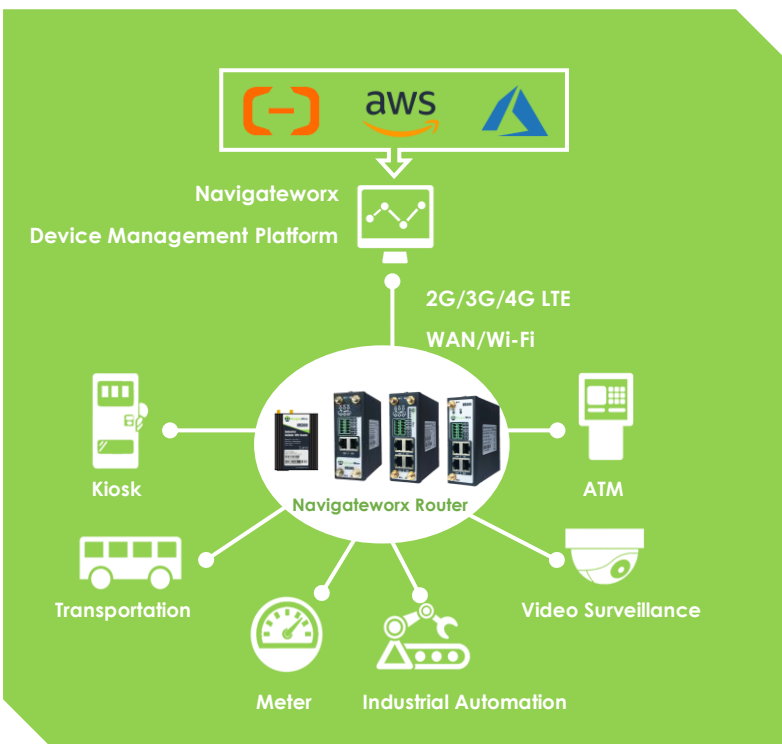 aws
Navigateworx
Device Management Platform
2G/3G/4G LTE
WAN/Wi-Fi
Navigateworx Router
Kiosk
ATM
Transportation
Video Surveillance
Meter
Industrial Automation